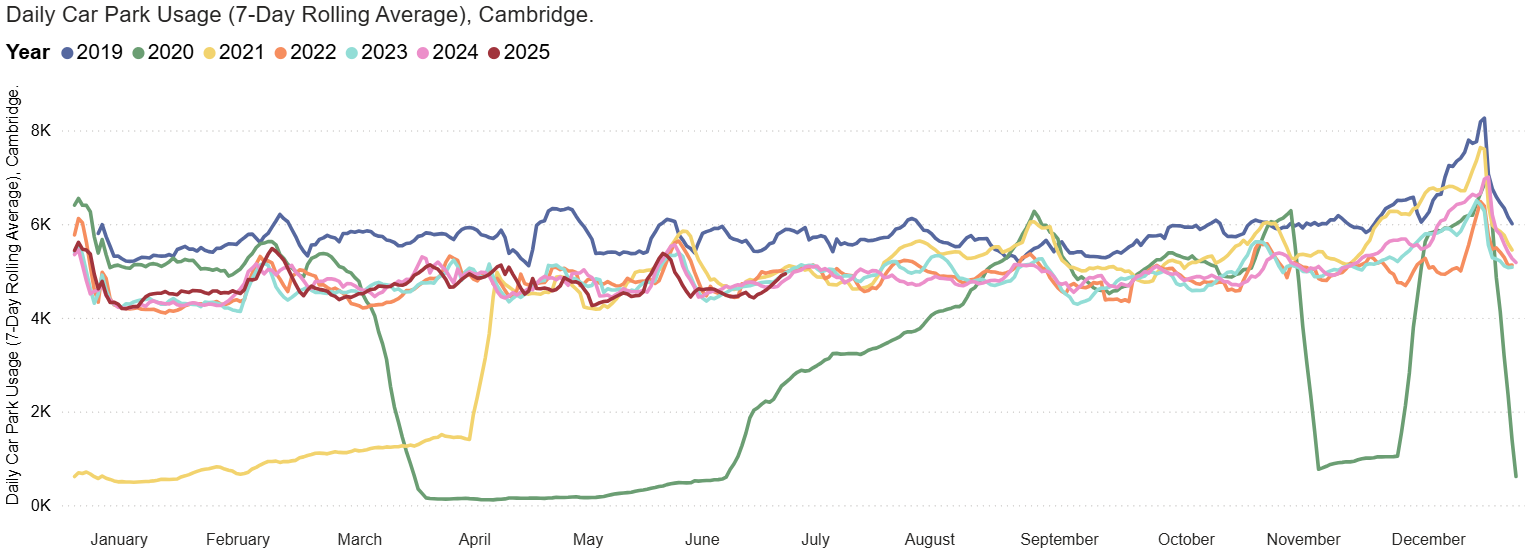 Daily Car Park Usage (7-Day Rolling Average), Cambridge.
Year 2019 2020 2021 2022 2023 2024 2025
Daily Car Park Usage (7-Day Rolling Average), Cambridge.
8K
6K
4K
2K
0K
January February March April May June July August September October November December